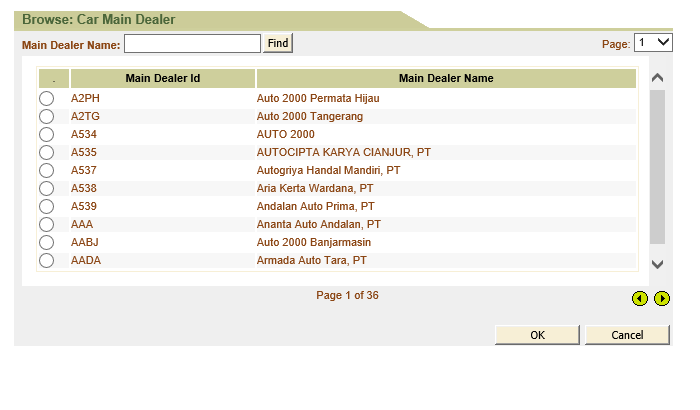 Browse: Car Main Dealer
Main Dealer Name: Find Page: 1
. Main Dealer Id Main Dealer Name
A2PH Auto 2000 Permata Hijau
A2TG Auto 2000 Tangerang
A534 AUTO 2000
A535 AUTOCIPTA KARYA CIANJUR, PT
A537 Autogriya Handal Mandiri, PT
A538 Aria Kerta Wardana, PT
A539 Andalan Auto Prima, PT
AAA Ananta Auto Andalan, PT
AABJ Auto 2000 Banjarmasin
AADA Armada Auto Tara, PT
Page 1 of 36
OK Cancel